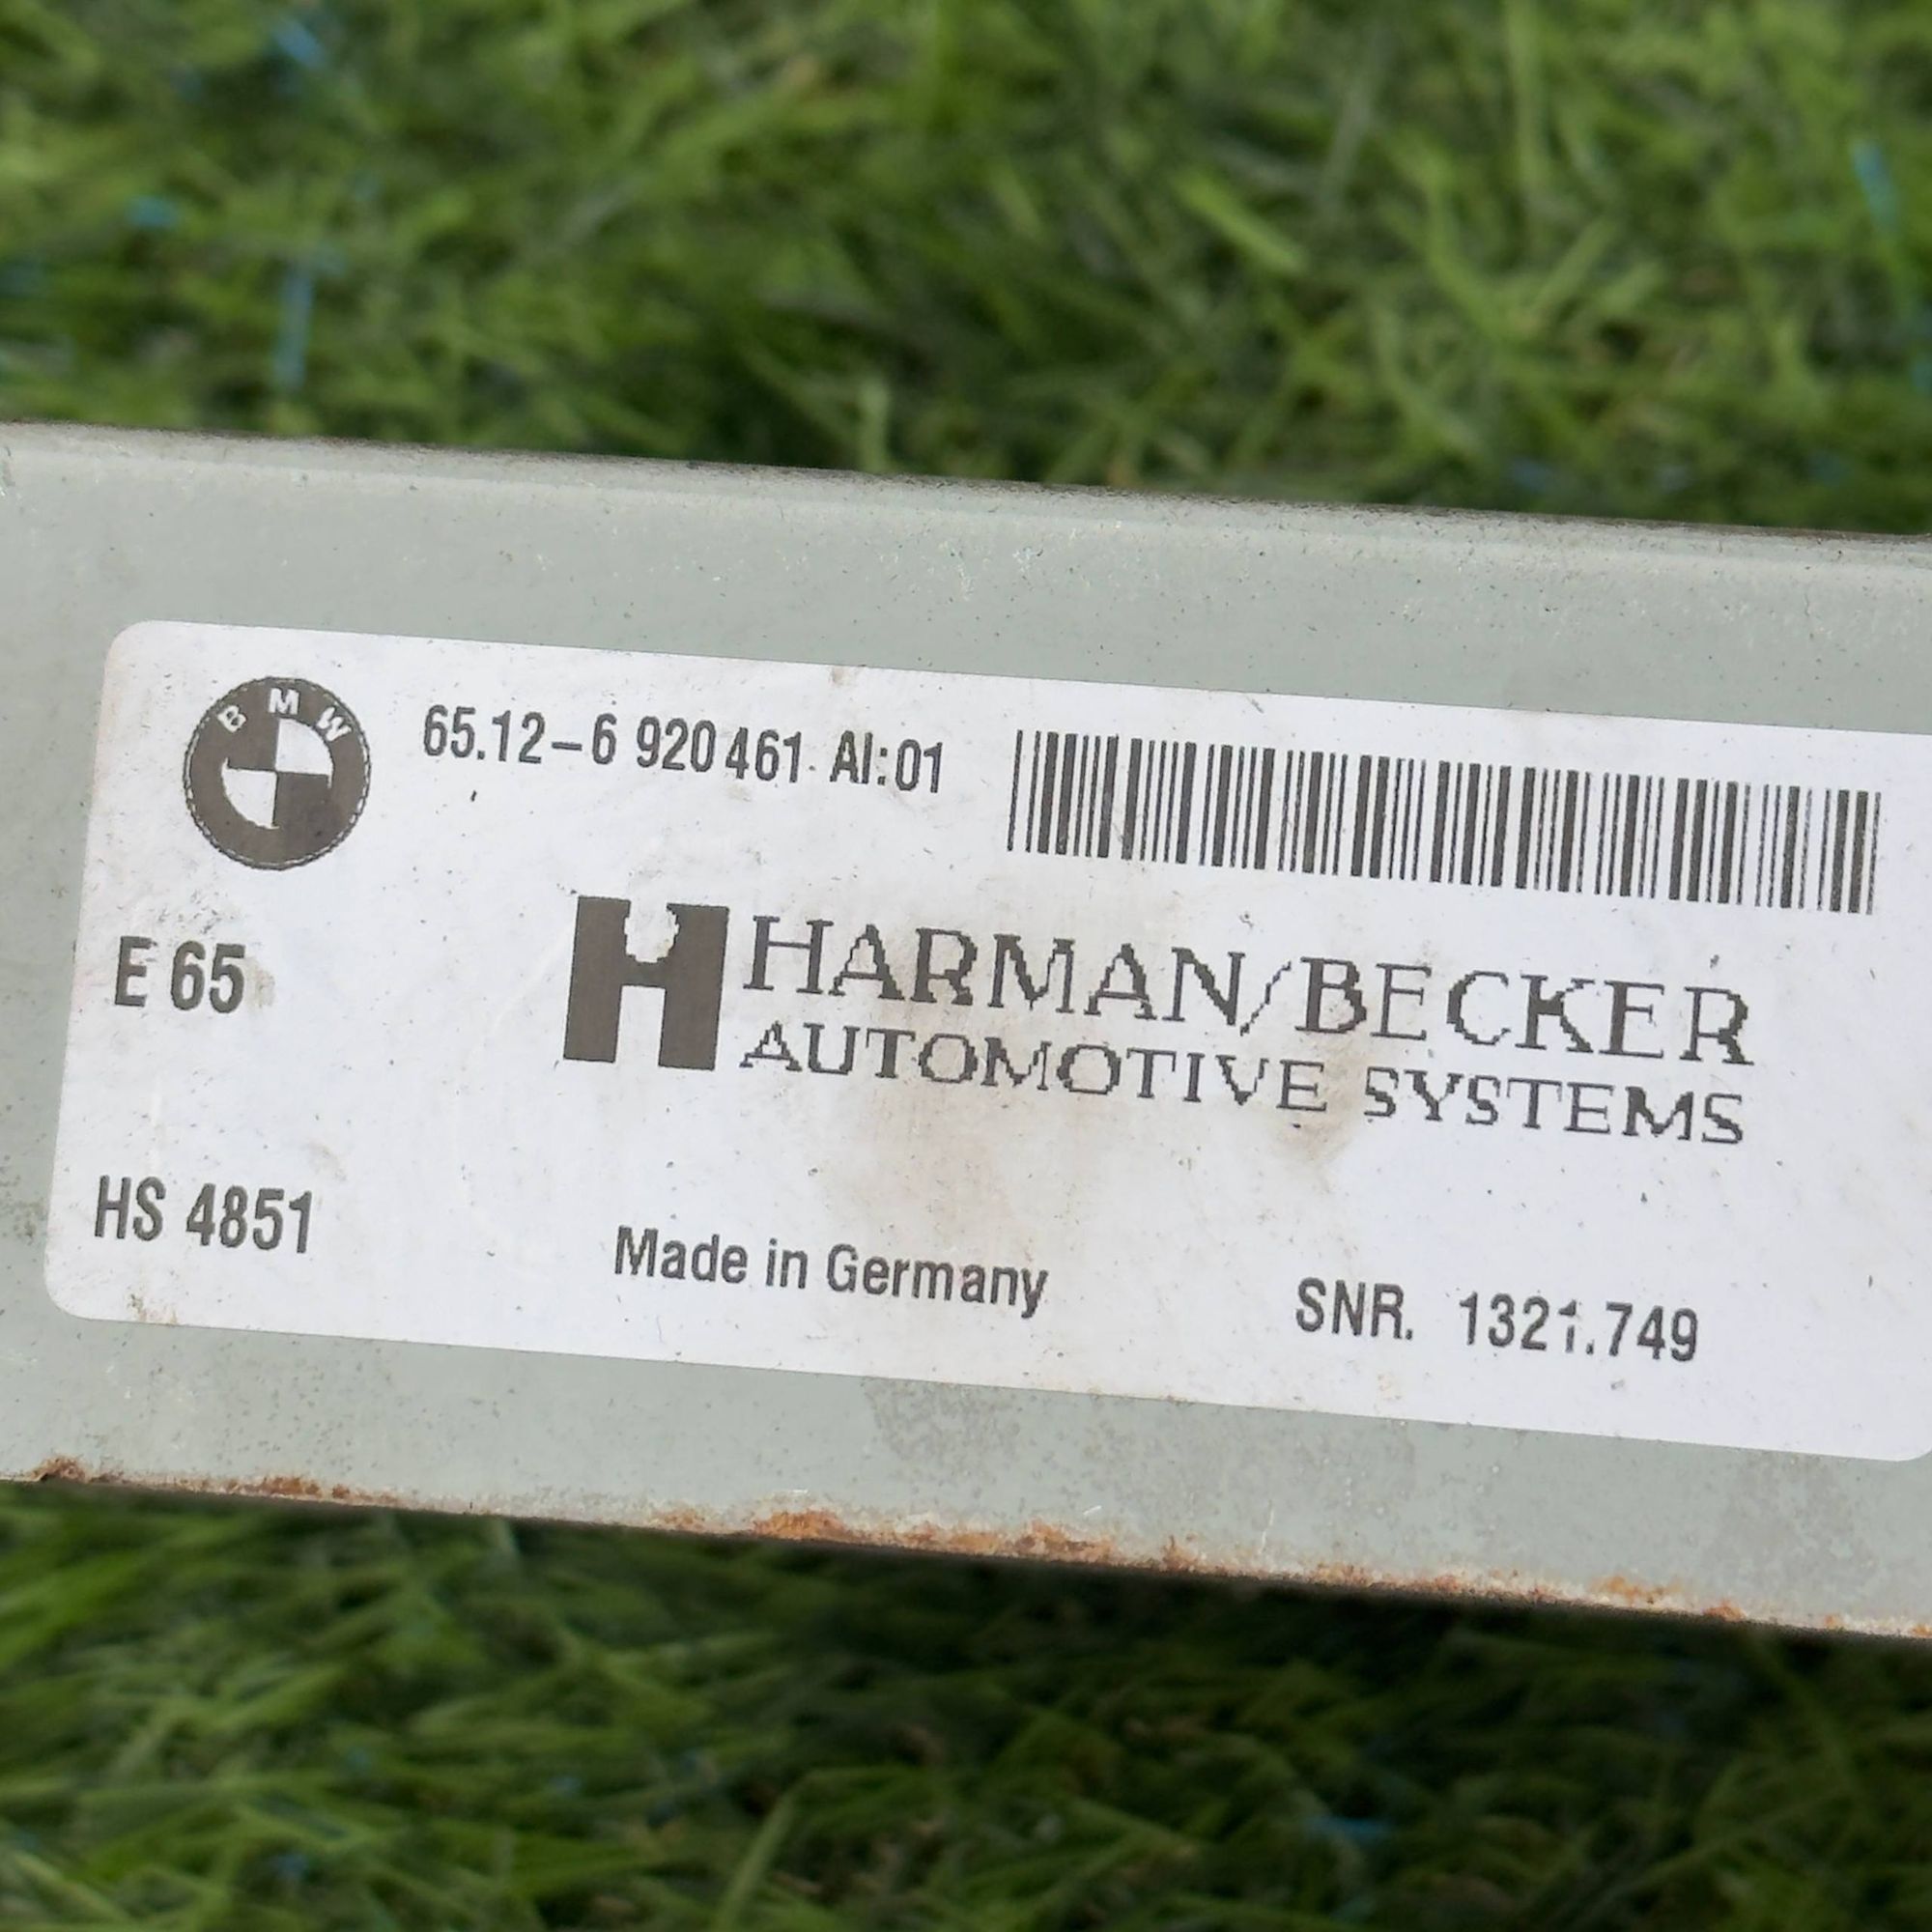 BMW
65.12-6 920 461 AI:01
E 65
HARMAN/BECKER
AUTOMOTIVE SYSTEMS
HS 4851
Made in Germany
SNR. 1321.749